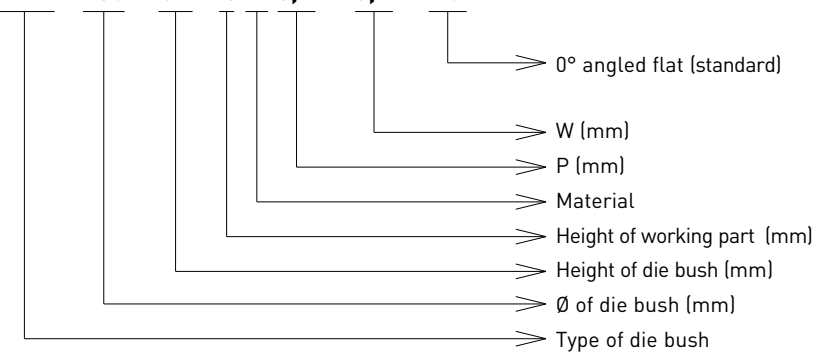 0° angled flat (standard)
W (mm)
P (mm)
Material
Height of working part (mm)
Height of die bush (mm)
Ø of die bush (mm)
Type of die bush